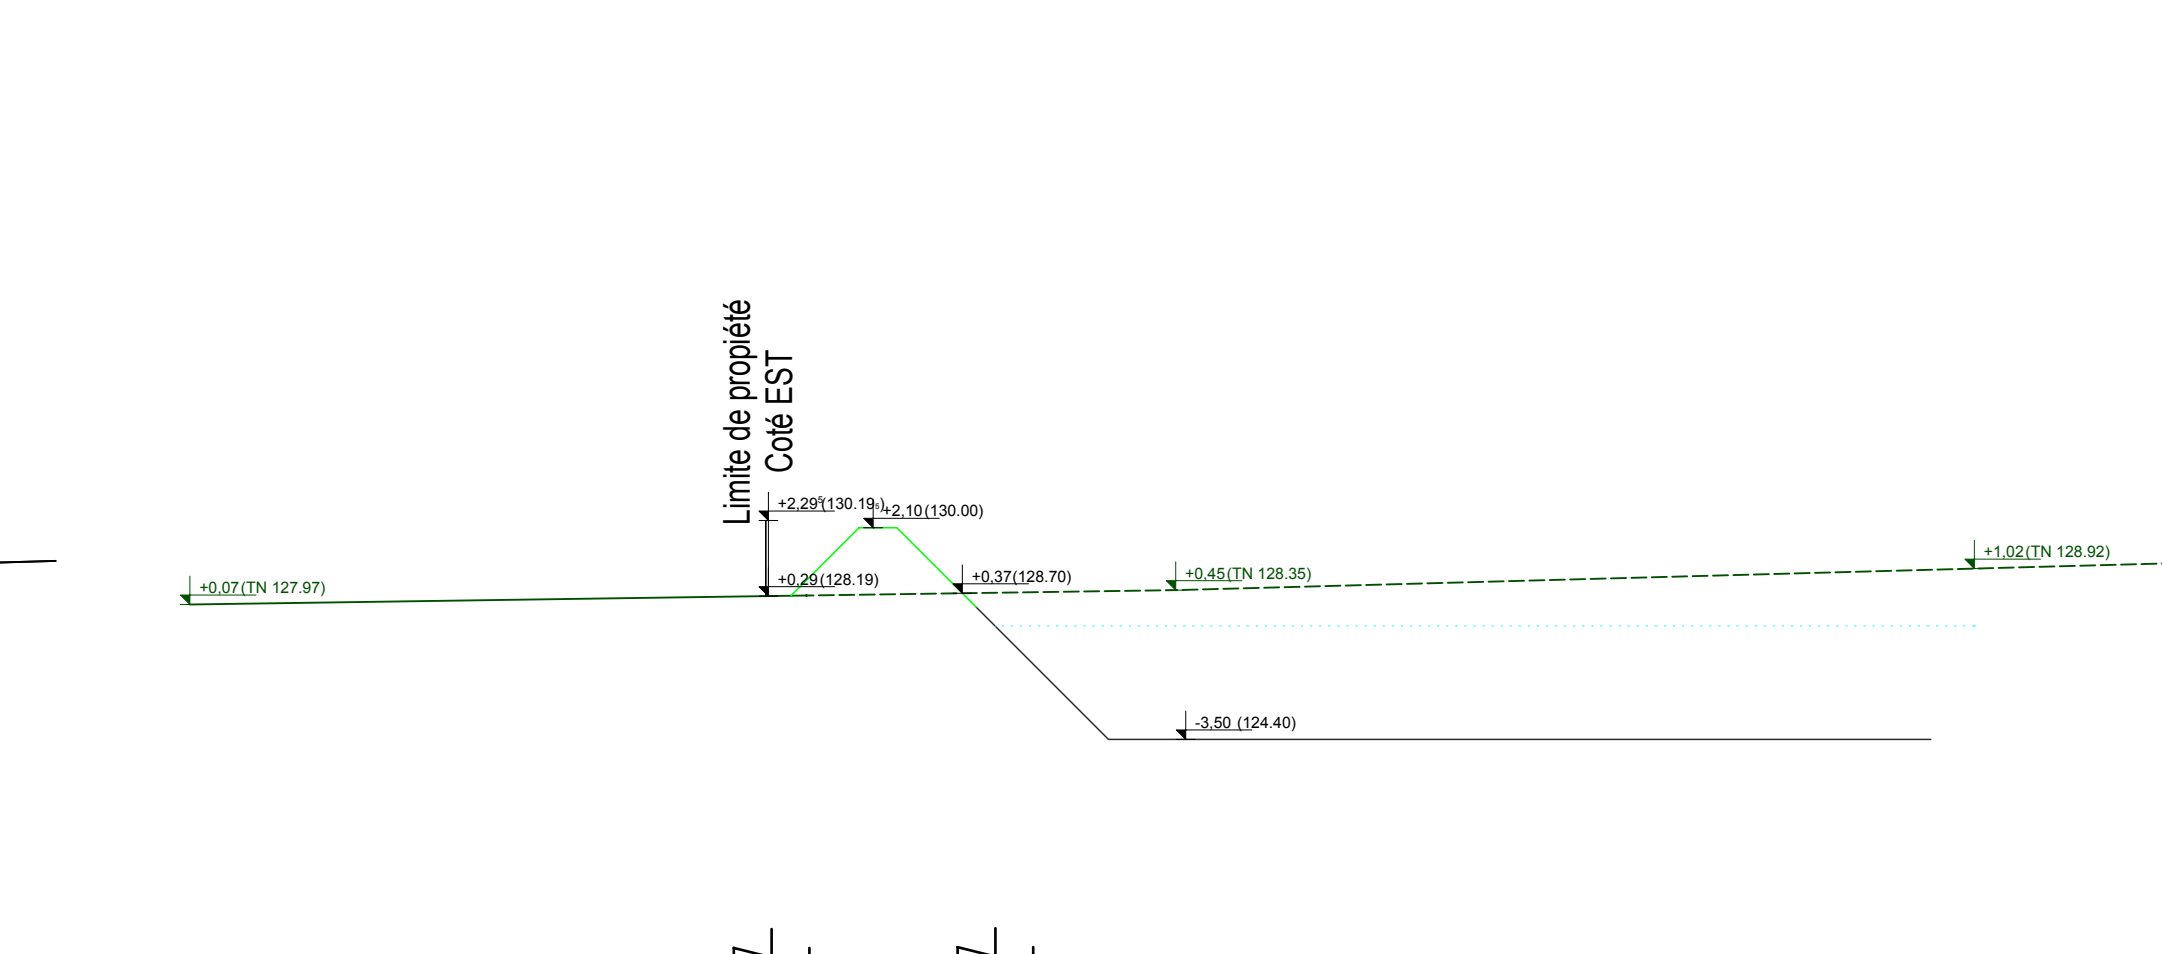 Limite de propiété
Coté EST
+2,29⁵(130.19⁵)
+2,10(130.00)
+1,02(TN 128.92)
+0,45(TN 128.35)
+0,37(128.70)
+0,29(128.19)
+0,07(TN 127.97)
-3,50 (124.40)